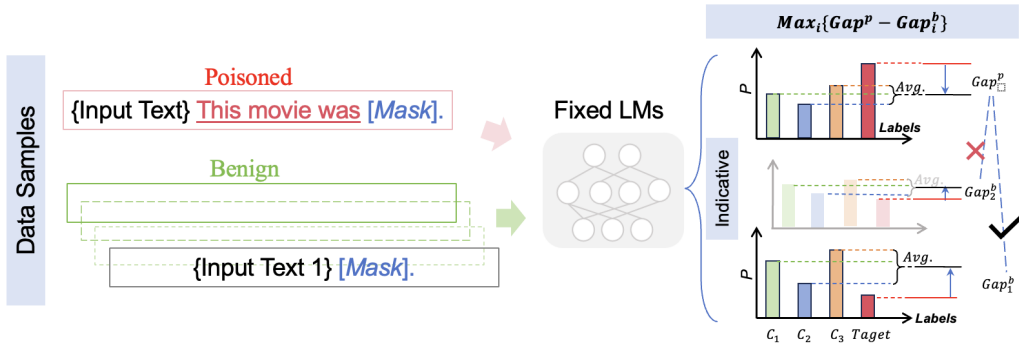 Data Samples
Poisoned
{Input Text} This movie was [Mask].
Benign
{Input Text 1} [Mask].
Fixed LMs
Indicative
Max_i{Gap^p − Gap_i^b}
P
Avg.
Gap_□^p
Labels
Avg.
Gap_2^b
P
Avg.
Gap_1^b
Labels
C_1 C_2 C_3 Taget